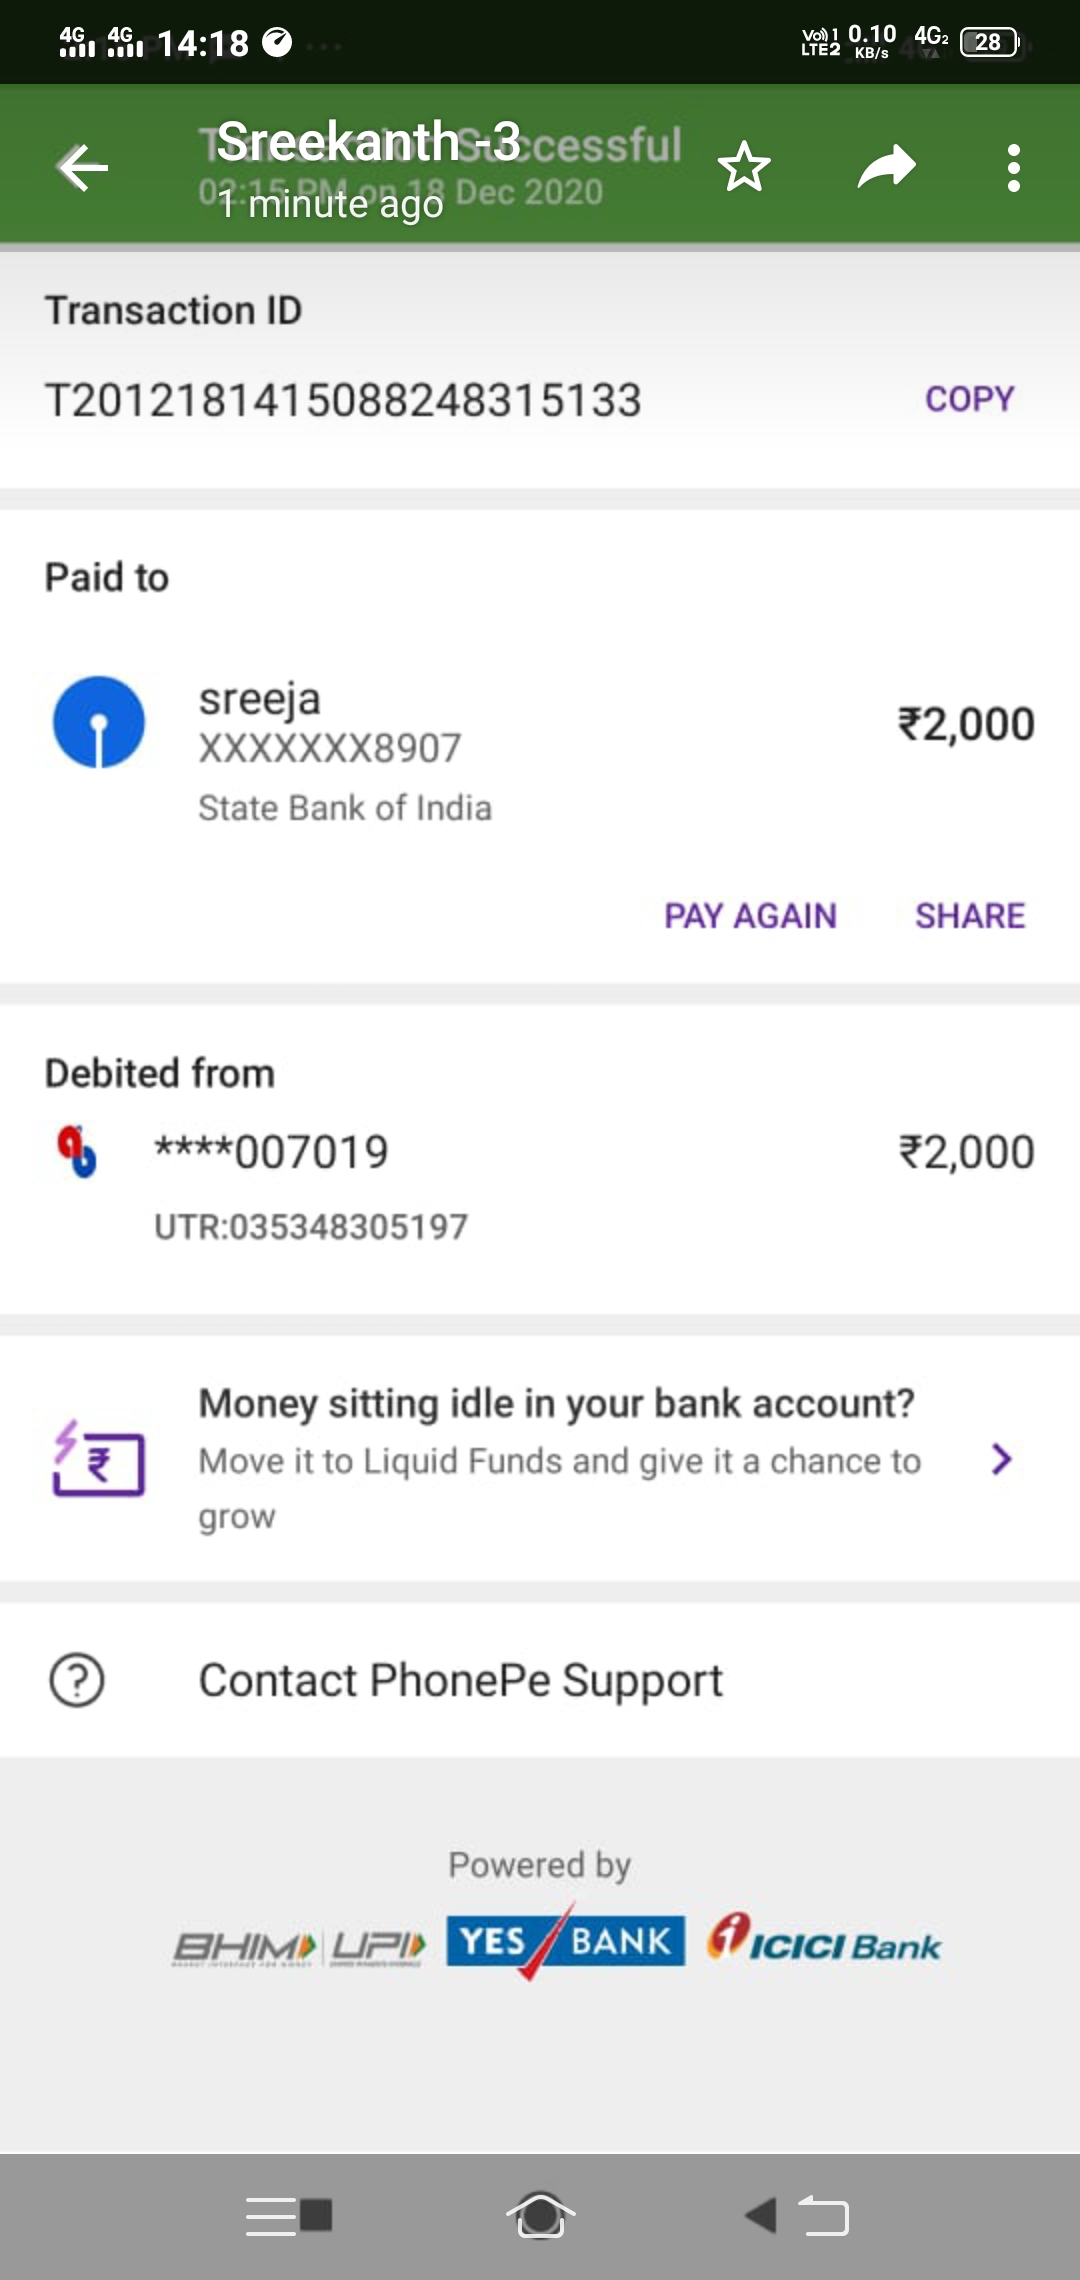 4G 4G 14:18
Vo) 1 LTE2 0.10 KB/s 4G2 28
Transaction Successful
Sreekanth -3
02:15 PM on 18 Dec 2020
1 minute ago
Transaction ID
T2012181415088248315133 COPY
Paid to
sreeja
XXXXXXX8907
₹2,000
State Bank of India
PAY AGAIN SHARE
Debited from
****007019 ₹2,000
UTR:035348305197
Money sitting idle in your bank account?
Move it to Liquid Funds and give it a chance to
grow
Contact PhonePe Support
Powered by
BHIM UPI YES BANK ICICI Bank